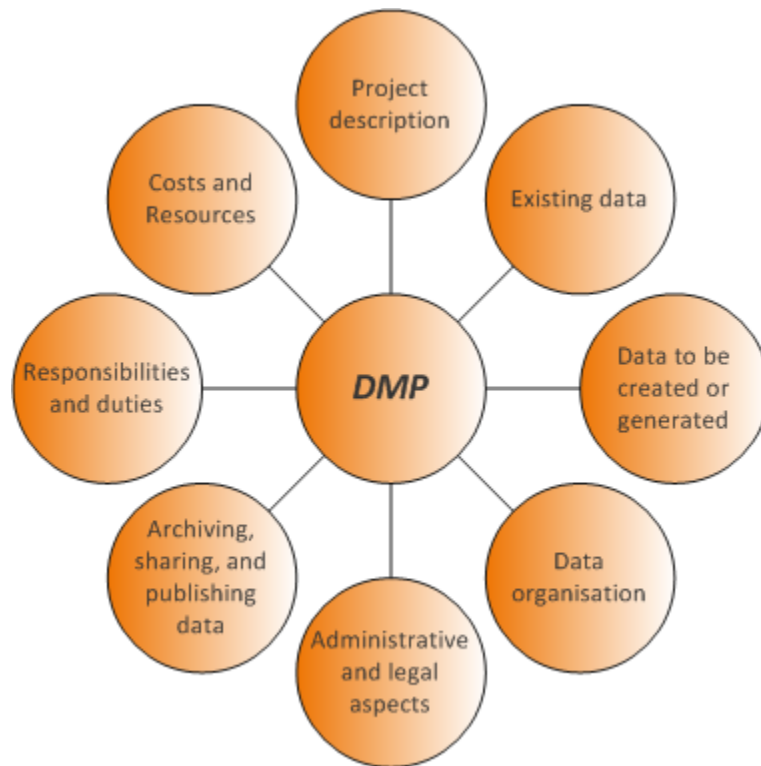 Project
description
Existing data
Data to be
created or
generated
Data
organisation
Administrative
and legal
aspects
Archiving,
sharing, and
publishing
data
Responsibilities
and duties
Costs and
Resources
DMP